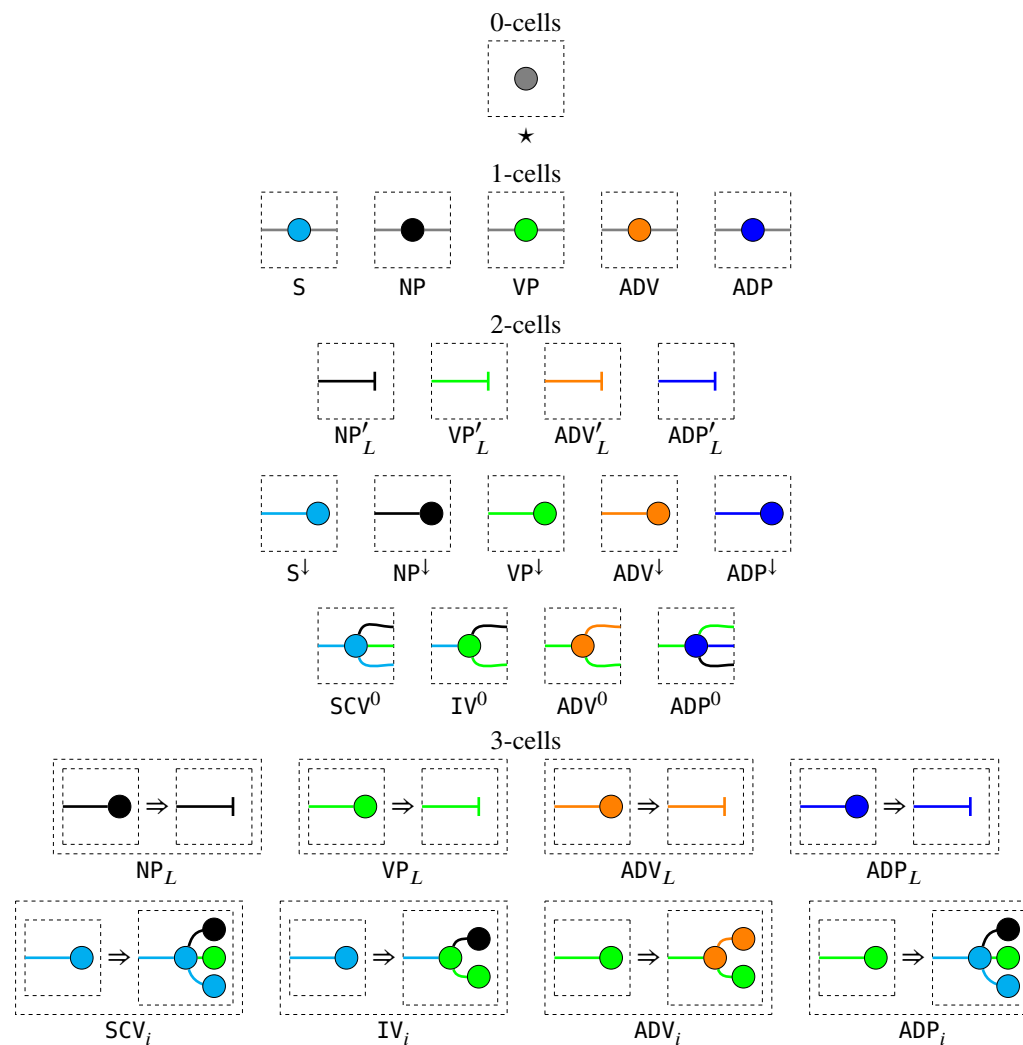 0-cells
★
1-cells
S NP VP ADV ADP
2-cells
NP′_L VP′_L ADV′_L ADP′_L
S↓ NP↓ VP↓ ADV↓ ADP↓
SCV⁰ IV⁰ ADV⁰ ADP⁰
3-cells
⇒ ⇒ ⇒ ⇒
NP_L VP_L ADV_L ADP_L
⇒ ⇒ ⇒ ⇒
SCV_i IV_i ADV_i ADP_i